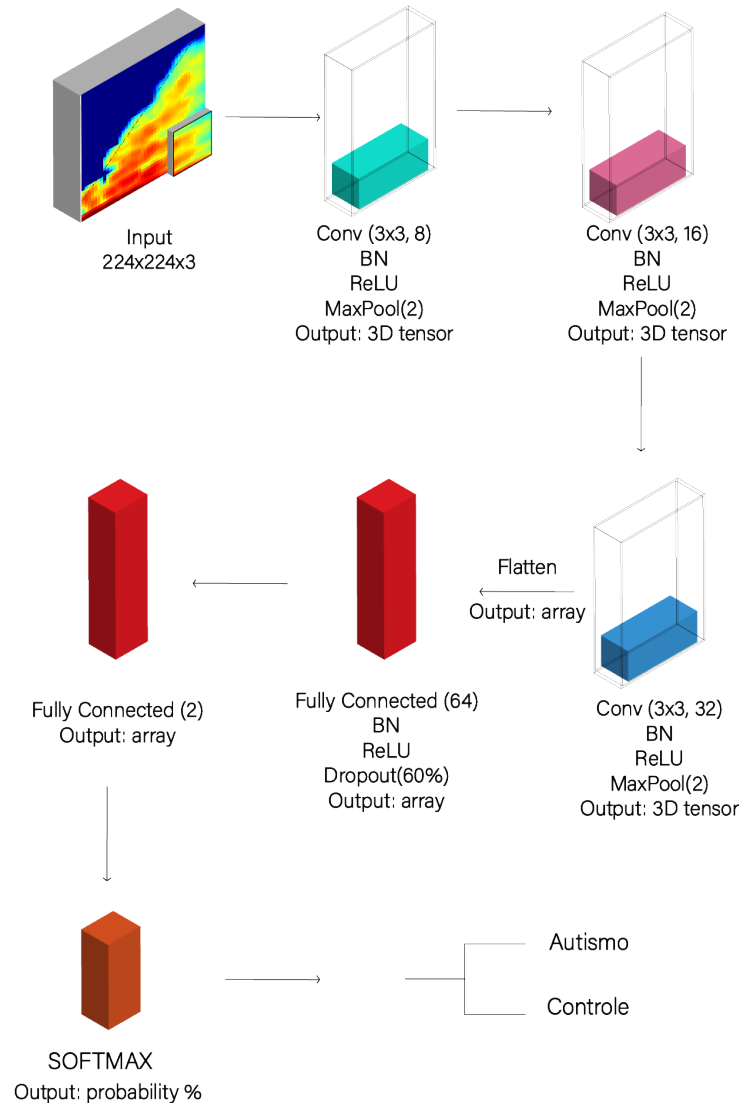 Input
224x224x3
Conv (3x3, 8)
BN
ReLU
MaxPool(2)
Output: 3D tensor
Conv (3x3, 16)
BN
ReLU
MaxPool(2)
Output: 3D tensor
Conv (3x3, 32)
BN
ReLU
MaxPool(2)
Output: 3D tensor
Flatten
Output: array
Fully Connected (64)
BN
ReLU
Dropout(60%)
Output: array
Fully Connected (2)
Output: array
SOFTMAX
Output: probability %
Autismo
Controle